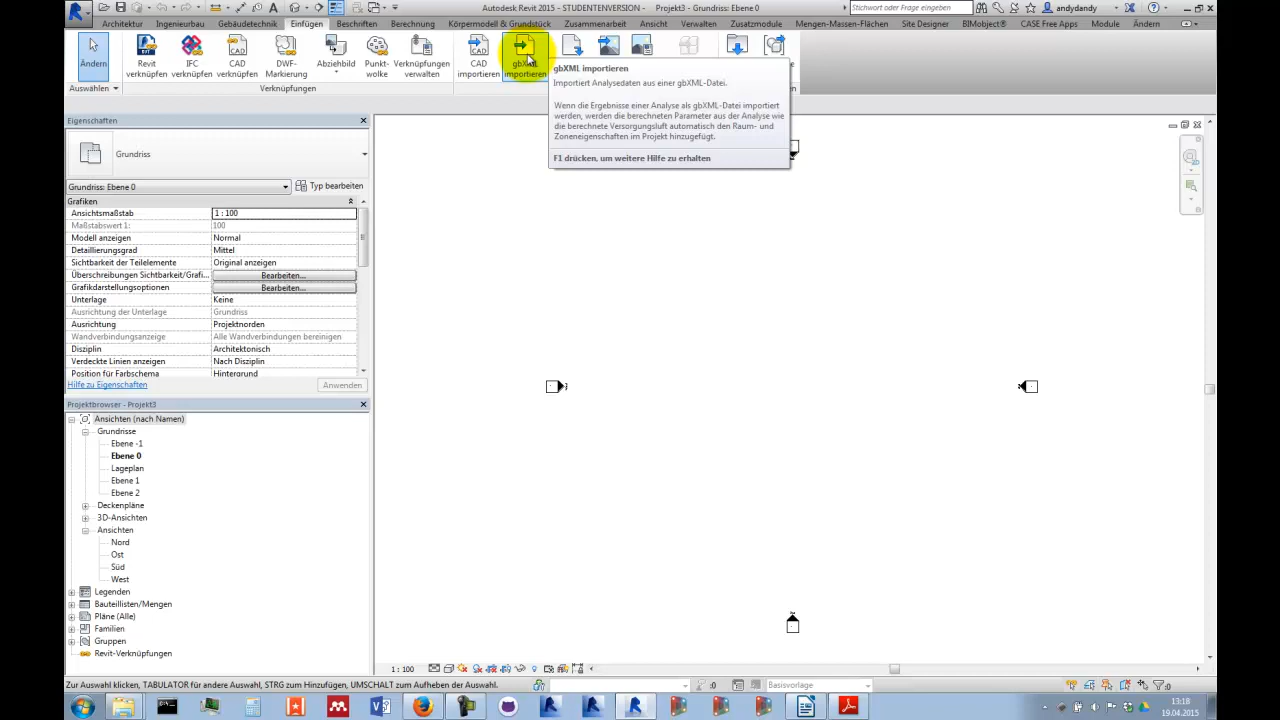 Autodesk Revit 2015 - STUDENTENVERSION - Projekt3 - Grundriss: Ebene 0
Stichwort oder Frage eingeben
andydandy
Architektur Ingenieurbau Gebäudetechnik Einfügen Beschriften Berechnung Körpermodell & Grundstück Zusammenarbeit Ansicht Verwalten Zusatzmodule Mengen-Massen-Flächen Site Designer BIMobject® CASE Free Apps Module Ändern
Ändern
Revit verknüpfen
IFC verknüpfen
CAD verknüpfen
DWF-Markierung
Abziehbild
Punkt-wolke
Verknüpfungen verwalten
CAD importieren
gbXML importieren
Auswählen
Verknüpfungen
gbXML importieren
Importiert Analysedaten aus einer gbXML-Datei.
Wenn die Ergebnisse einer Analyse als gbXML-Datei importiert
werden, werden die berechneten Parameter aus der Analyse wie
die berechnete Versorgungsluft automatisch den Raum- und
Zoneneigenschaften im Projekt hinzugefügt.
F1 drücken, um weitere Hilfe zu erhalten
Eigenschaften
Grundriss
Grundriss: Ebene 0 Typ bearbeiten
Grafiken
Ansichtsmaßstab 1 : 100
Maßstabswert 1: 100
Modell anzeigen Normal
Detaillierungsgrad Mittel
Sichtbarkeit der Teilelemente Original anzeigen
Überschreibungen Sichtbarkeit/Grafi... Bearbeiten...
Grafikdarstellungsoptionen Bearbeiten...
Unterlage Keine
Ausrichtung der Unterlage Grundriss
Ausrichtung Projektnorden
Wandverbindungsanzeige Alle Wandverbindungen bereinigen
Disziplin Architektonisch
Verdeckte Linien anzeigen Nach Disziplin
Position für Farbschema Hintergrund
Hilfe zu Eigenschaften Anwenden
Projektbrowser - Projekt3
Ansichten (nach Namen)
Grundrisse
Ebene -1
Ebene 0
Lageplan
Ebene 1
Ebene 2
Deckenpläne
3D-Ansichten
Ansichten
Nord
Ost
Süd
West
Legenden
Bauteillisten/Mengen
Pläne (Alle)
Familien
Gruppen
Revit-Verknüpfungen
1 : 100
Zur Auswahl klicken, TABULATOR für andere Auswahl, STRG zum Hinzufügen, UMSCHALT zum Aufheben der Auswahl.
:0
Basisvorlage
:0
13:18
19.04.2015